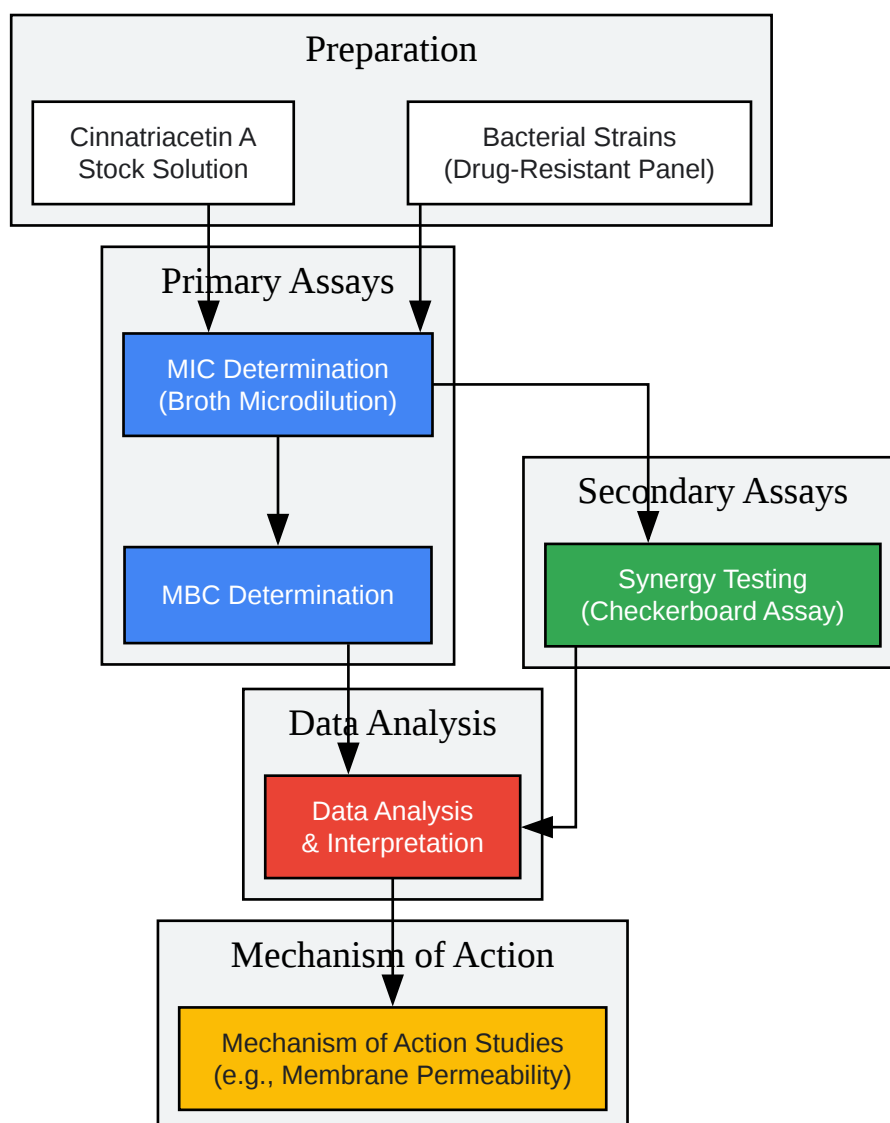 Preparation
Cinnatriacetin A
Stock Solution
Bacterial Strains
(Drug-Resistant Panel)
Primary Assays
MIC Determination
(Broth Microdilution)
MBC Determination
Secondary Assays
Synergy Testing
(Checkerboard Assay)
Data Analysis
Data Analysis
& Interpretation
Mechanism of Action
Mechanism of Action Studies
(e.g., Membrane Permeability)